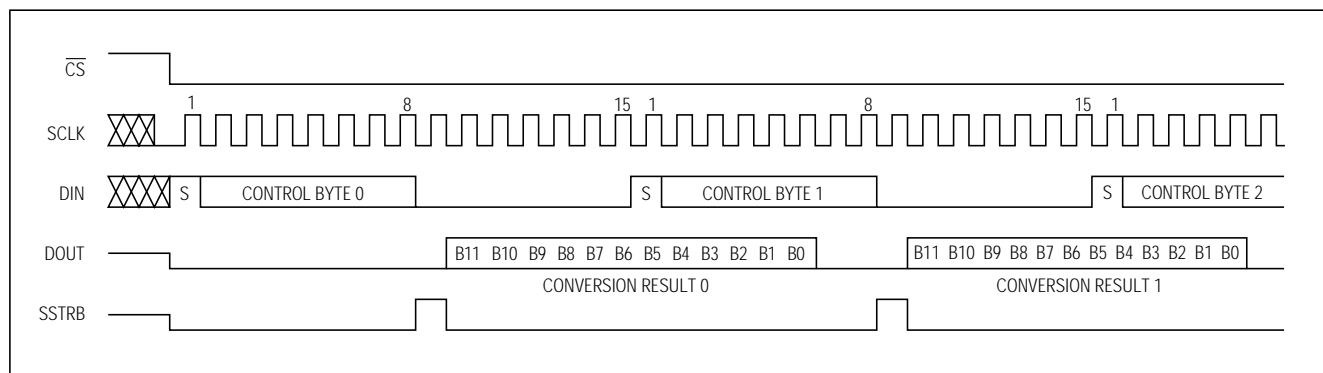 CS
1 8 15 1 8 15 1
SCLK
DIN S CONTROL BYTE 0 S CONTROL BYTE 1 S CONTROL BYTE 2
DOUT B11 B10 B9 B8 B7 B6 B5 B4 B3 B2 B1 B0 B11 B10 B9 B8 B7 B6 B5 B4 B3 B2 B1 B0
CONVERSION RESULT 0 CONVERSION RESULT 1
SSTRB